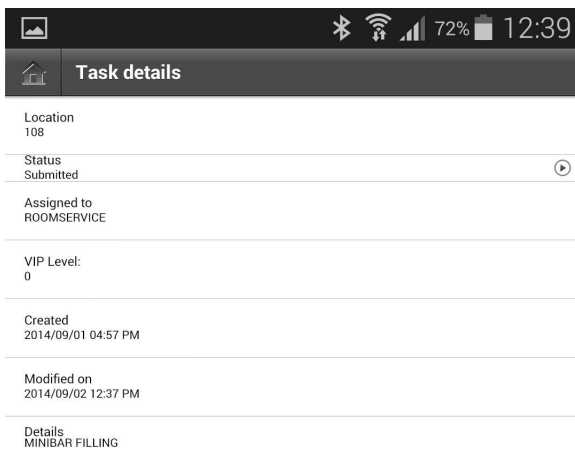 72% 12:39
Task details
Location
108
Status
Submitted
Assigned to
ROOMSERVICE
VIP Level:
0
Created
2014/09/01 04:57 PM
Modified on
2014/09/02 12:37 PM
Details
MINIBAR FILLING